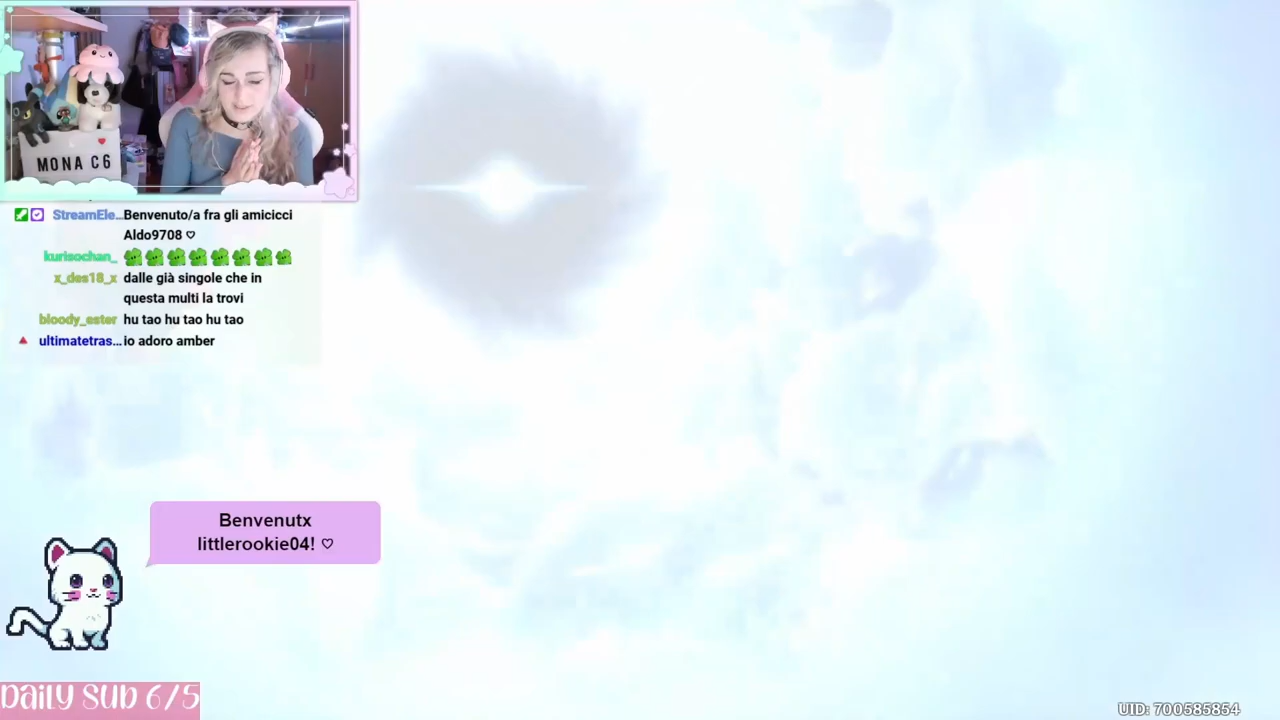 MONA C6
StreamEle... Benvenuto/a fra gli amicicci
Aldo9708 ♡
kurisochan_
x_des18_x dalle già singole che in
questa multi la trovi
bloody_ester hu tao hu tao hu tao
ultimatetras... io adoro amber
Benvenutx
littlerookie04! ♡
Daily Sub 6/5
UID: 700585854